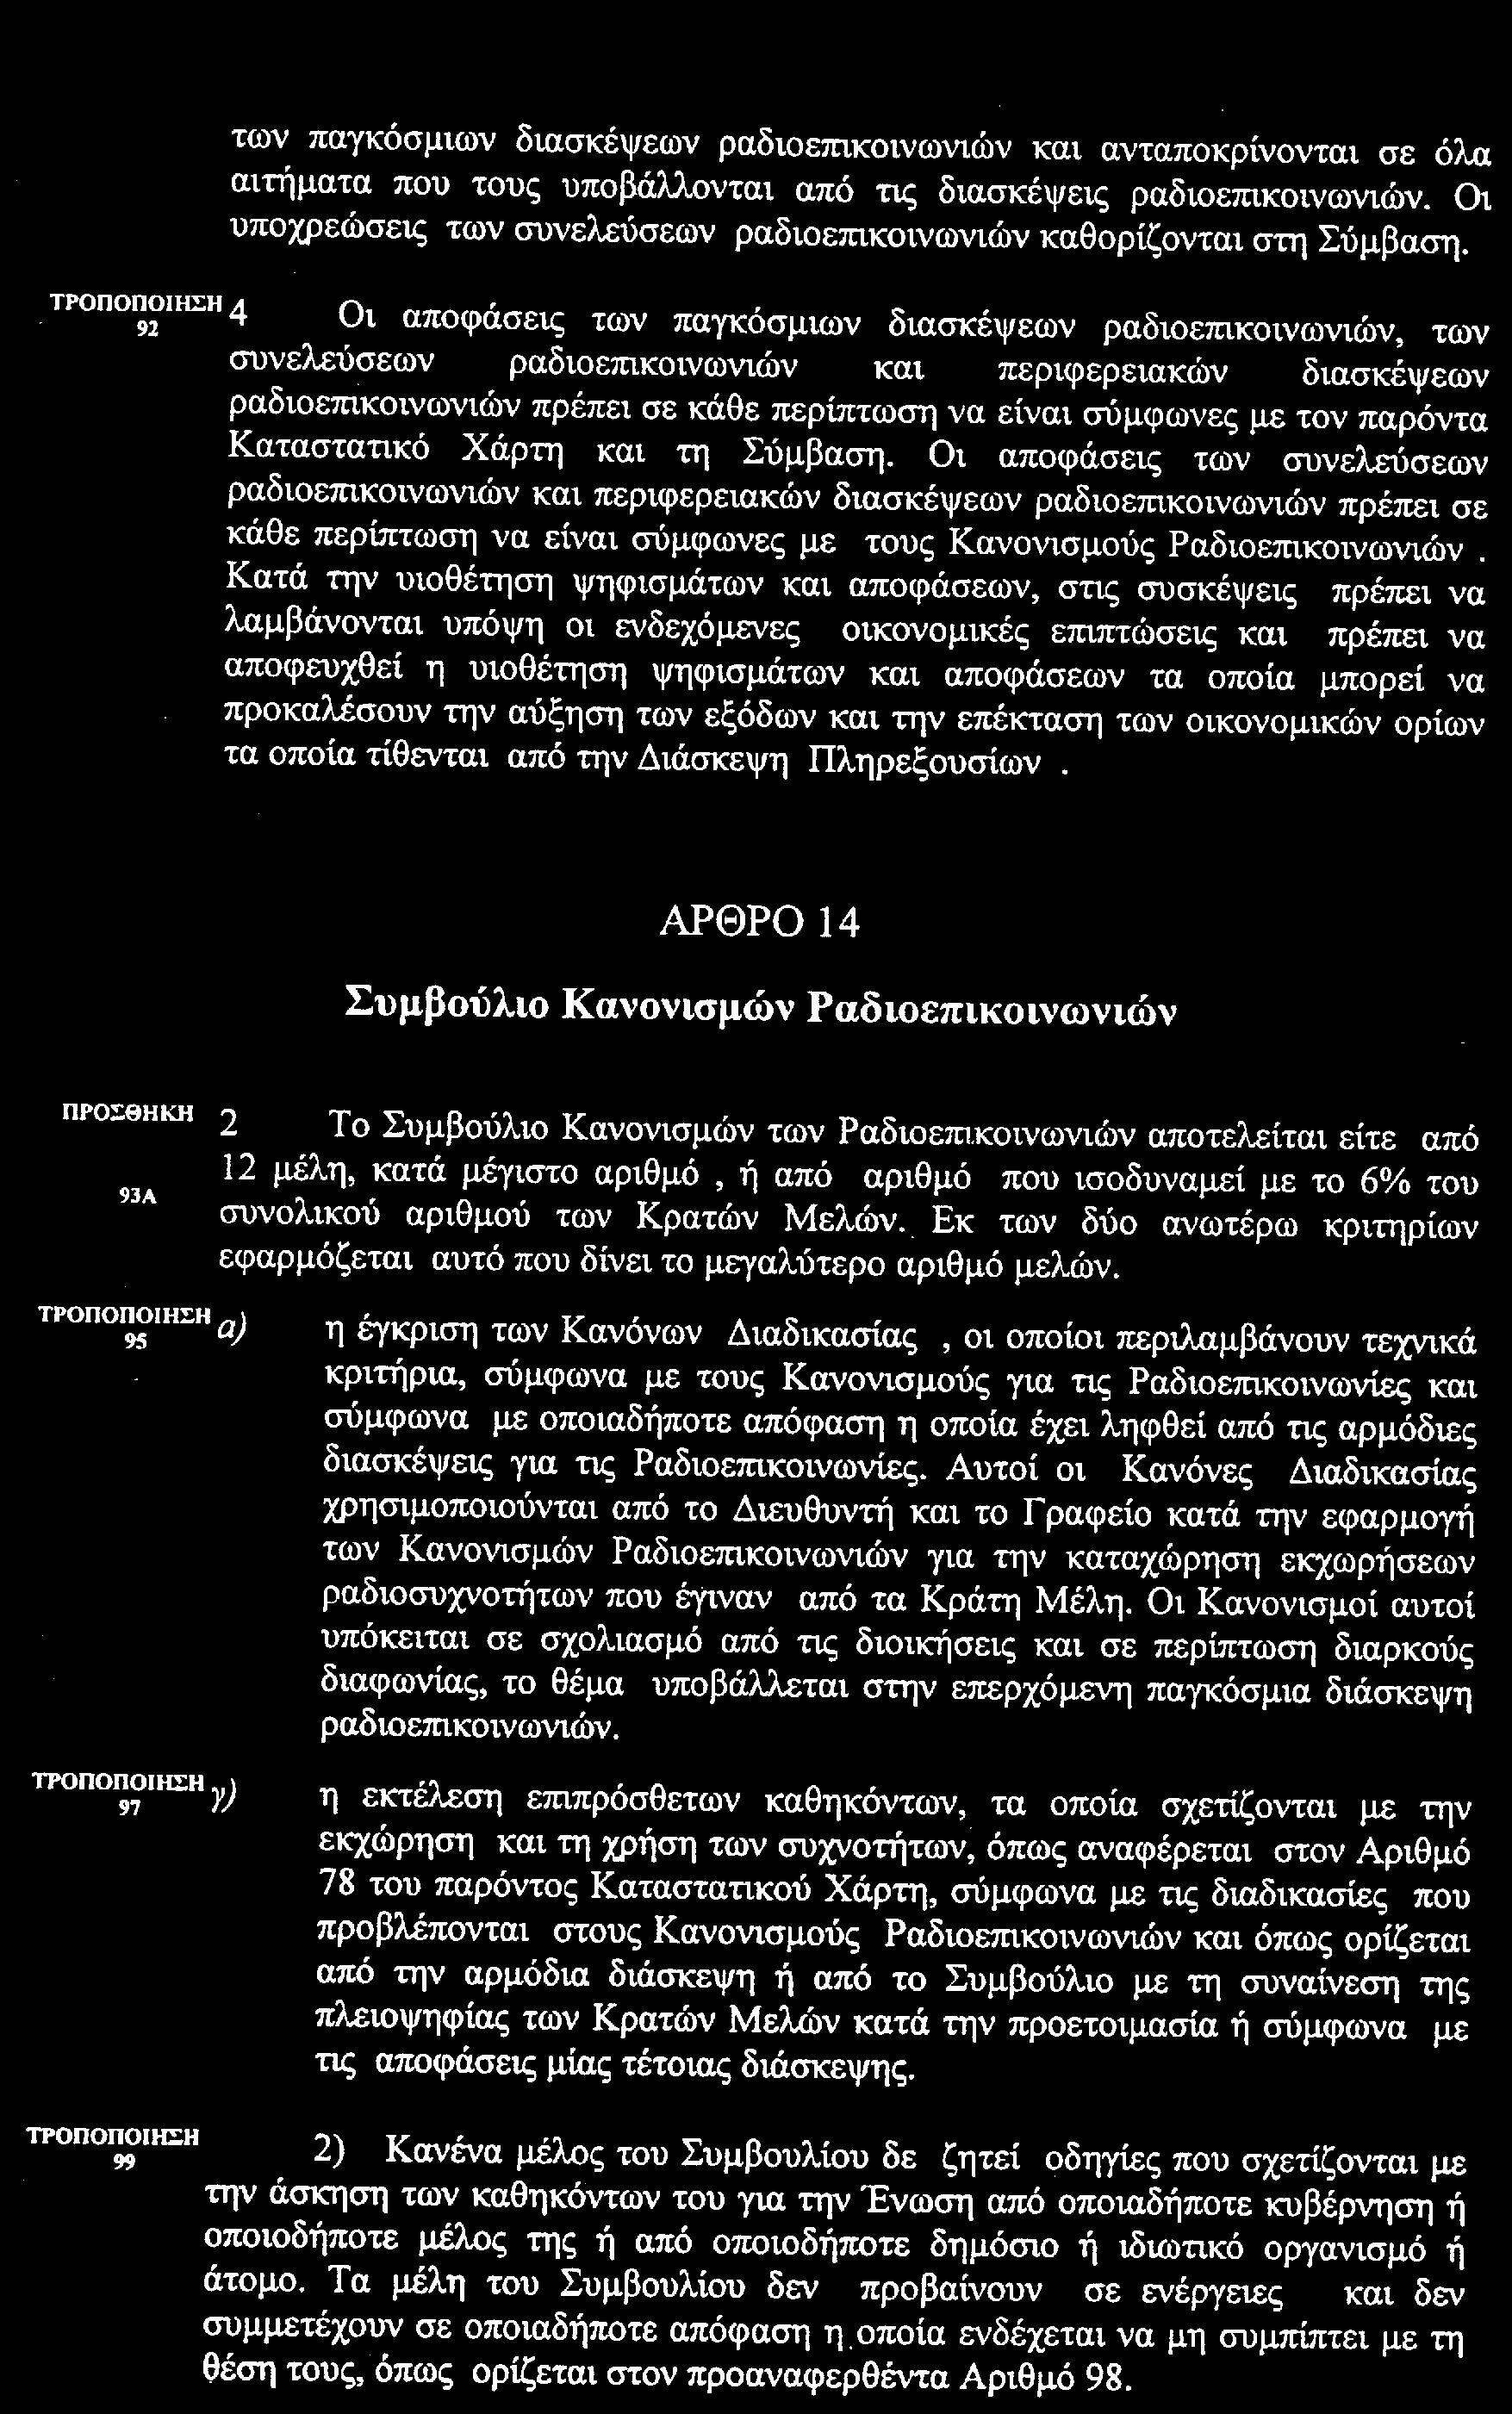 των παγκόσμιων διασκέψεων ραδιοεπικοινωνιών και ανταποκρίνονται σε όλα
αιτήματα που τους υποβάλλονται από τις διασκέψεις ραδιοεπικοινωνιών. Οι
υποχρεώσεις των συνελεύσεων ραδιοεπικοινωνιών καθορίζονται στη Σύμβαση.
ΤΡΟΠΟΠΟΙΗΣΗ 4 Οι αποφάσεις των παγκόσμιων διασκέψεων ραδιοεπικοινωνιών, των
92
συνελεύσεων ραδιοεπικοινωνιών και περιφερειακών διασκέψεων
ραδιοεπικοινωνιών πρέπει σε κάθε περίπτωση να είναι σύμφωνες με τον παρόντα
Καταστατικό Χάρτη και τη Σύμβαση. Οι αποφάσεις των συνελεύσεων
ραδιοεπικοινωνιών και περιφερειακών διασκέψεων ραδιοεπικοινωνιών πρέπει σε
κάθε περίπτωση να είναι σύμφωνες με τους Κανονισμούς Ραδιοεπικοινωνιών .
Κατά την υιοθέτηση ψηφισμάτων και αποφάσεων, στις συσκέψεις πρέπει να
λαμβάνονται υπόψη οι ενδεχόμενες οικονομικές επιπτώσεις και πρέπει να
αποφευχθεί η υιοθέτηση ψηφισμάτων και αποφάσεων τα οποία μπορεί να
προκαλέσουν την αύξηση των εξόδων και την επέκταση των οικονομικών ορίων
τα οποία τίθενται από την Διάσκεψη Πληρεξουσίων .
ΑΡΘΡΟ 14
Συμβούλιο Κανονισμών Ραδιοεπικοινωνιών
ΠΡΟΣΘΗΚΗ 2 Το Συμβούλιο Κανονισμών των Ραδιοεπικοινωνιών αποτελείται είτε από
12 μέλη, κατά μέγιστο αριθμό , ή από αριθμό που ισοδυναμεί με το 6% του
93Α
συνολικού αριθμού των Κρατών Μελών. Εκ των δύο ανωτέρω κριτηρίων
εφαρμόζεται αυτό που δίνει το μεγαλύτερο αριθμό μελών.
ΤΡΟΠΟΠΟΙΗΣΗ α) η έγκριση των Κανόνων Διαδικασίας , οι οποίοι περιλαμβάνουν τεχνικά
95
κριτήρια, σύμφωνα με τους Κανονισμούς για τις Ραδιοεπικοινωνίες και
σύμφωνα με οποιαδήποτε απόφαση η οποία έχει ληφθεί από τις αρμόδιες
διασκέψεις για τις Ραδιοεπικοινωνίες. Αυτοί οι Κανόνες Διαδικασίας
χρησιμοποιούνται από το Διευθυντή και το Γραφείο κατά την εφαρμογή
των Κανονισμών Ραδιοεπικοινωνιών για την καταχώρηση εκχωρήσεων
ραδιοσυχνοτήτων που έγιναν από τα Κράτη Μέλη. Οι Κανονισμοί αυτοί
υπόκειται σε σχολιασμό από τις διοικήσεις και σε περίπτωση διαρκούς
διαφωνίας, το θέμα υποβάλλεται στην επερχόμενη παγκόσμια διάσκεψη
ραδιοεπικοινωνιών.
ΤΡΟΠΟΠΟΙΗΣΗ γ) η εκτέλεση επιπρόσθετων καθηκόντων, τα οποία σχετίζονται με την
97
εκχώρηση και τη χρήση των συχνοτήτων, όπως αναφέρεται στον Αριθμό
78 του παρόντος Καταστατικού Χάρτη, σύμφωνα με τις διαδικασίες που
προβλέπονται στους Κανονισμούς Ραδιοεπικοινωνιών και όπως ορίζεται
από την αρμόδια διάσκεψη ή από το Συμβούλιο με τη συναίνεση της
πλειοψηφίας των Κρατών Μελών κατά την προετοιμασία ή σύμφωνα με
τις αποφάσεις μίας τέτοιας διάσκεψης.
ΤΡΟΠΟΠΟΙΗΣΗ 2) Κανένα μέλος του Συμβουλίου δε ζητεί οδηγίες που σχετίζονται με
99
την άσκηση των καθηκόντων του για την Ένωση από οποιαδήποτε κυβέρνηση ή
οποιοδήποτε μέλος της ή από οποιοδήποτε δημόσιο ή ιδιωτικό οργανισμό ή
άτομο. Τα μέλη του Συμβουλίου δεν προβαίνουν σε ενέργειες και δεν
συμμετέχουν σε οποιαδήποτε απόφαση η οποία ενδέχεται να μη συμπίπτει με τη
θέση τους, όπως ορίζεται στον προαναφερθέντα Αριθμό 98.